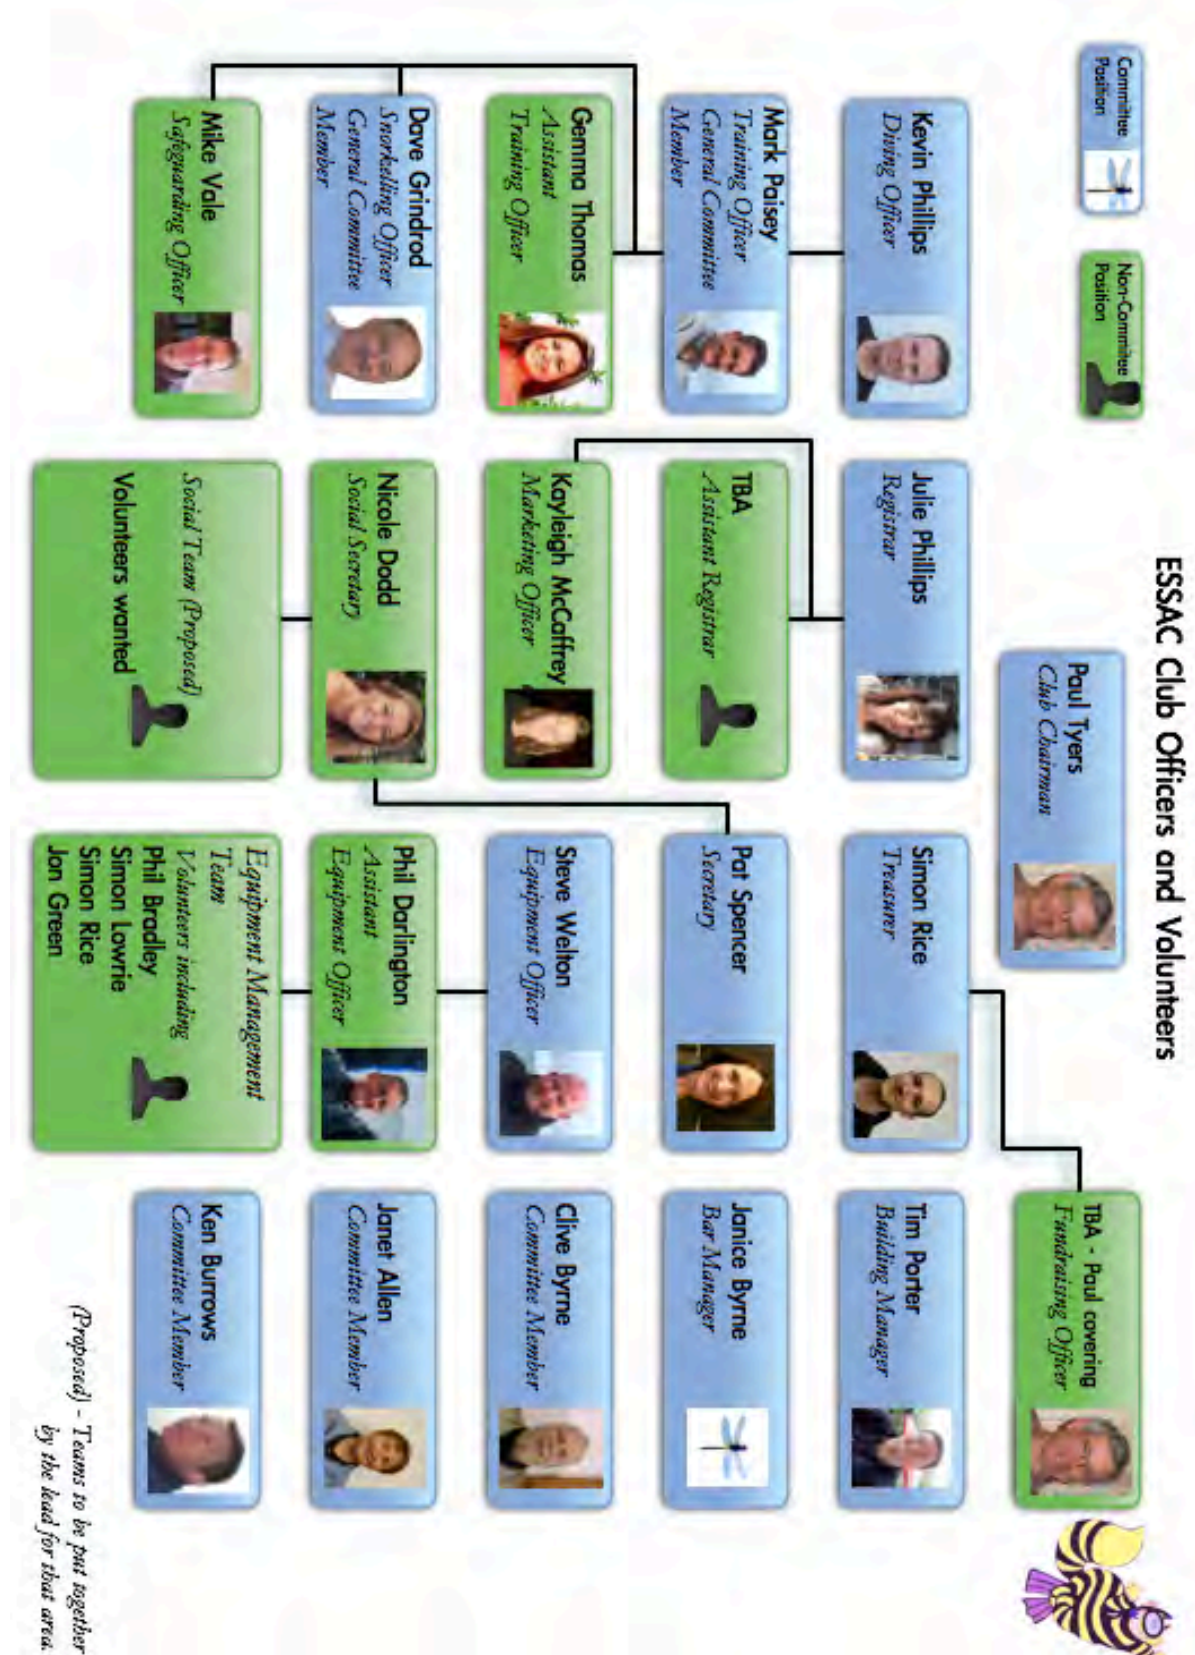 ESSAC Club Officers and Volunteers
Committee
Position
Non-Committee
Position
Paul Tyers
Club Chairman
TBA - Paul covering
Fundraising Officer
Kevin Phillips
Diving Officer
Julie Phillips
Registrar
Simon Rice
Treasurer
Tim Porter
Building Manager
Mark Paisey
Training Officer
General Committee
Member
TBA
Assistant Registrar
Pat Spencer
Secretary
Janice Byrne
Bar Manager
Gemma Thomas
Assistant
Training Officer
Kayleigh McCaffrey
Marketing Officer
Steve Welton
Equipment Officer
Clive Byrne
Committee Member
Dave Grindrod
Snorkelling Officer
General Committee
Member
Nicole Dodd
Social Secretary
Phil Darlington
Assistant
Equipment Officer
Janet Allen
Committee Member
Mike Vale
Safeguarding Officer
Social Team (Proposed)
Volunteers wanted
Equipment Management
Team
Volunteers including
Phil Bradley
Simon Lowrie
Simon Rice
Jon Green
Ken Burrows
Committee Member
(Proposed) - Teams to be put together
by the lead for that area.